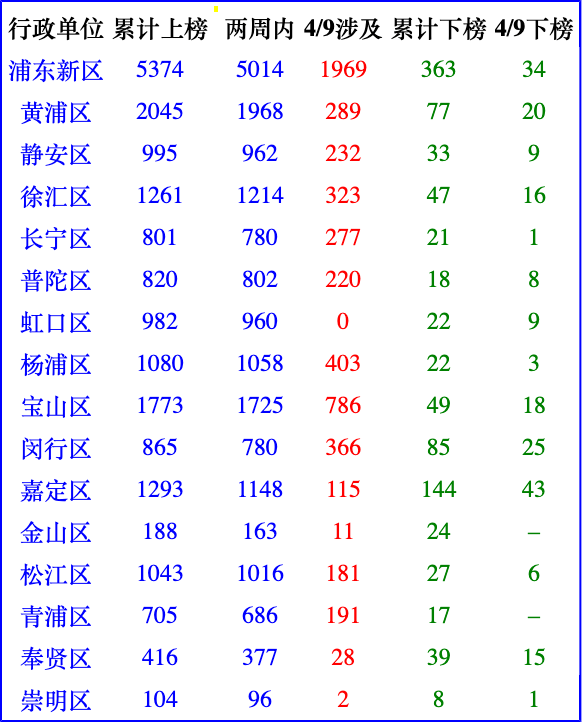 行政单位 累计上榜 两周内 4/9涉及 累计下榜 4/9下榜
浦东新区 5374 5014 1969 363 34
黄浦区 2045 1968 289 77 20
静安区 995 962 232 33 9
徐汇区 1261 1214 323 47 16
长宁区 801 780 277 21 1
普陀区 820 802 220 18 8
虹口区 982 960 0 22 9
杨浦区 1080 1058 403 22 3
宝山区 1773 1725 786 49 18
闵行区 865 780 366 85 25
嘉定区 1293 1148 115 144 43
金山区 188 163 11 24 –
松江区 1043 1016 181 27 6
青浦区 705 686 191 17 –
奉贤区 416 377 28 39 15
崇明区 104 96 2 8 1